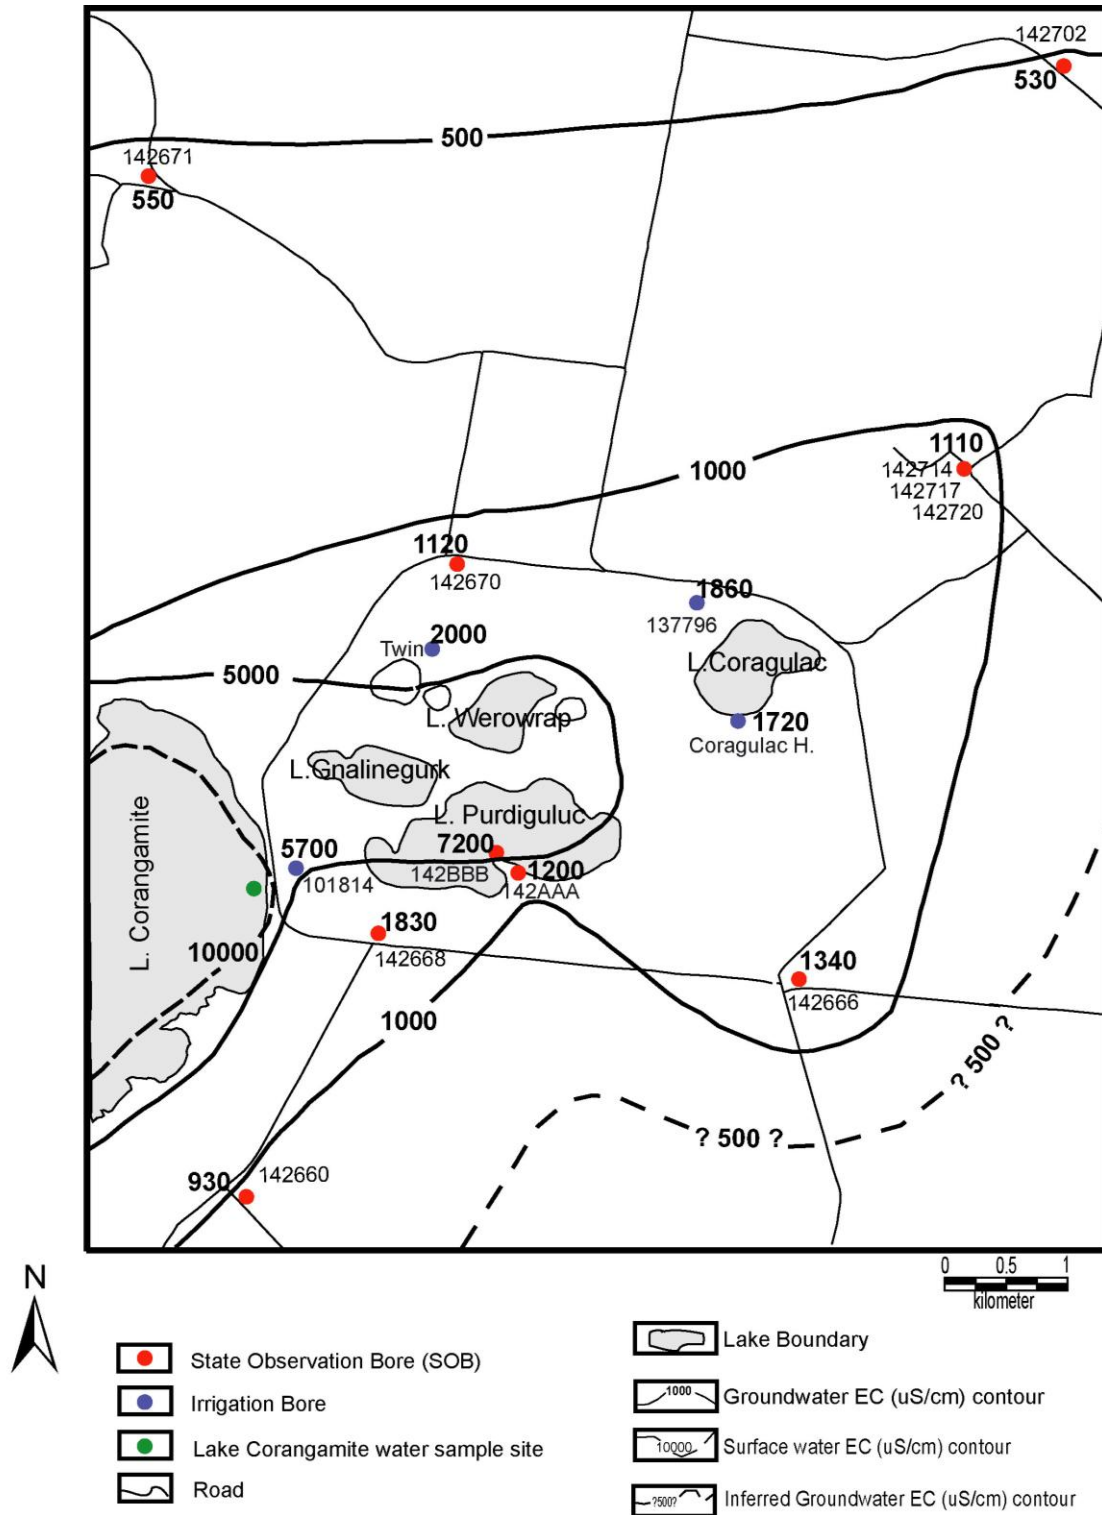 142702
530
500
142671
550
1110
142714
142717
142720
1000
1120
142670
1860
137796
Twin 2000
L.Coragulac
5000
L. Werowrap
1720
Coragulac H.
L.Gnalinegurk
L. Purdiguluc
L. Corangamite
7200
5700
1200
142BBB
101814
142AAA
1830
10000
142668
1340
142666
1000
? 500 ?
? 500 ?
930
142660
N
0 0.5 1
kilometer
State Observation Bore (SOB)
Irrigation Bore
Lake Corangamite water sample site
Road
Lake Boundary
1000
Groundwater EC (uS/cm) contour
10000
Surface water EC (uS/cm) contour
?500?
Inferred Groundwater EC (uS/cm) contour